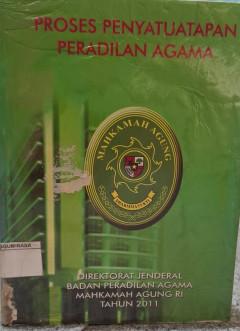 PROSES PENYATUATAPAN
PERADILAN AGAMA
MAHKAMAH AGUNG
DIREKTORAT JENDERAL
BADAN PERADILAN AGAMA
MAHKAMAH AGUNG RI
TAHUN 2011